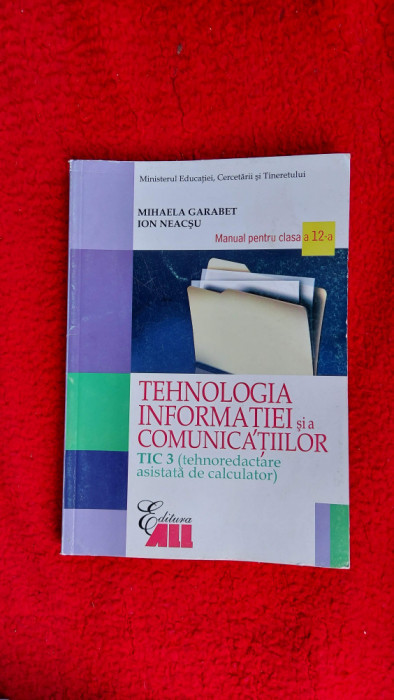 Ministerul Educației, Cercetării și Tineretului
MIHAELA GARABET
ION NEACȘU
Manual pentru clasa a 12-a
TEHNOLOGIA
INFORMAȚIEI și a
COMUNICAȚIILOR
TIC 3 (tehnoredactare
asistată de calculator)
Editura
ALL